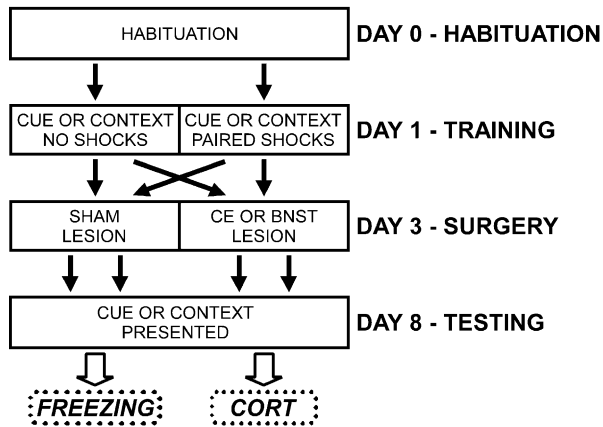 HABITUATION
DAY 0 - HABITUATION
CUE OR CONTEXT
NO SHOCKS
CUE OR CONTEXT
PAIRED SHOCKS
DAY 1 - TRAINING
SHAM
LESION
CE OR BNST
LESION
DAY 3 - SURGERY
CUE OR CONTEXT
PRESENTED
DAY 8 - TESTING
FREEZING
CORT